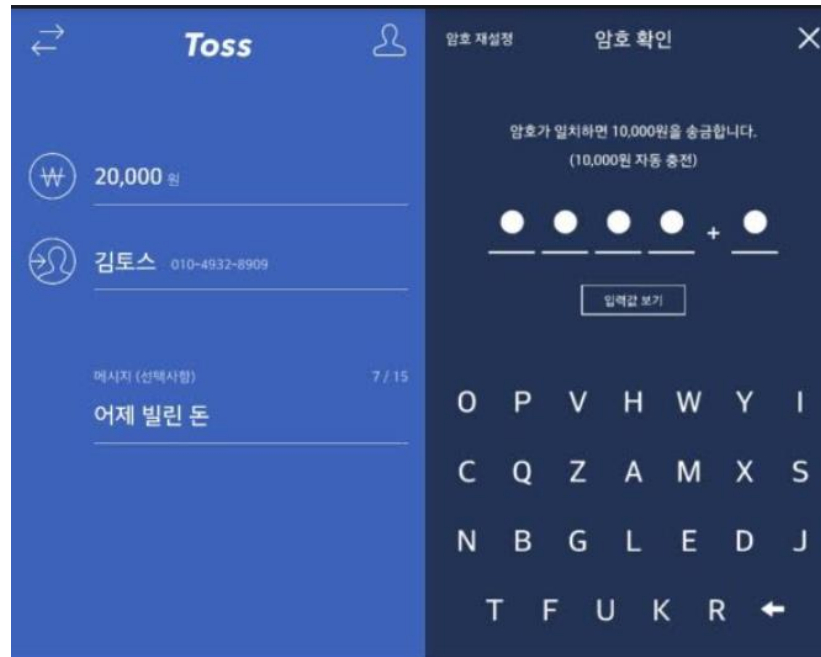 Toss
₩
20,000 원
김토스 010-4932-8909
메시지 (선택사항) 7 / 15
어제 빌린 돈
암호 재설정 암호 확인
암호가 일치하면 10,000원을 송금합니다.
(10,000원 자동 충전)
+
입력값 보기
O P V H W Y I
C Q Z A M X S
N B G L E D J
T F U K R